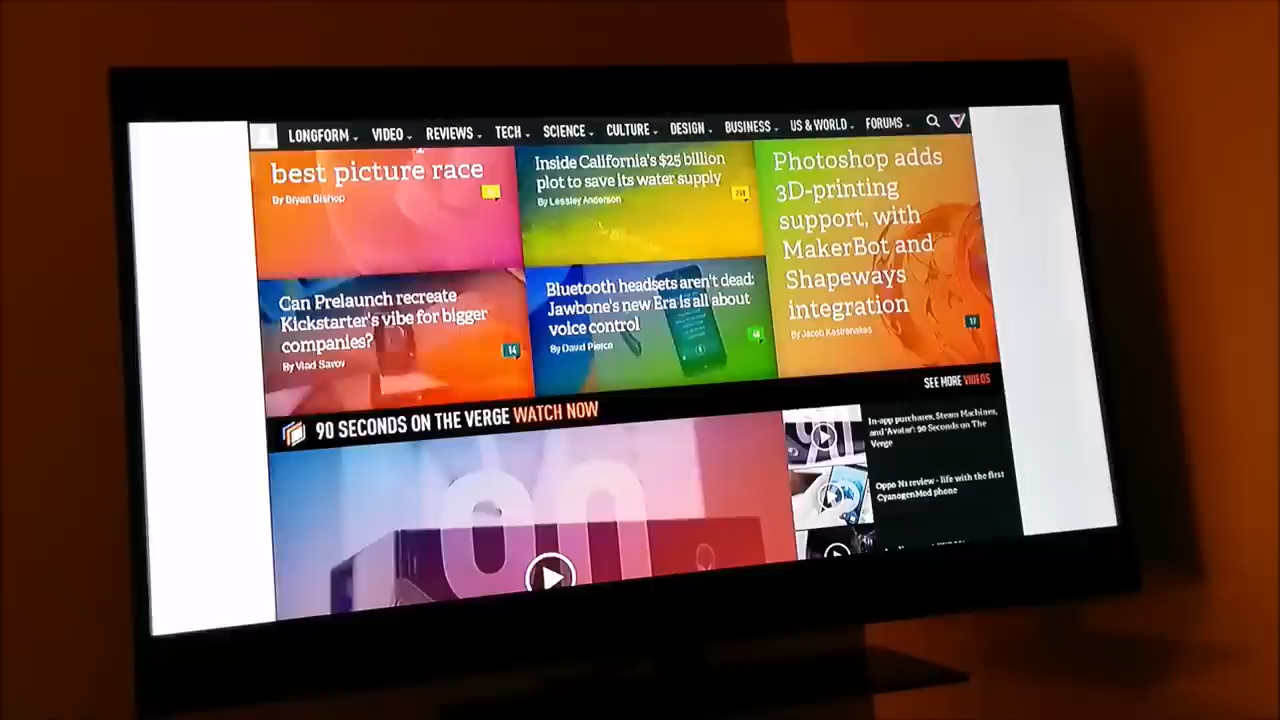 LONGFORM VIDEO REVIEWS TECH SCIENCE CULTURE DESIGN BUSINESS US & WORLD FORUMS
best picture race
By Bryan Bishop
Inside California's $25 billion
plot to save its water supply
By Lessley Anderson
Photoshop adds
3D-printing
support, with
MakerBot and
Shapeways
integration
By Jacob Kastrenakes
17
Can Prelaunch recreate
Kickstarter's vibe for bigger
companies?
By Vlad Savov
14
Bluetooth headsets aren't dead:
Jawbone's new Era is all about
voice control
By David Pierce
SEE MORE VIDEOS
90 SECONDS ON THE VERGE WATCH NOW
90
In-app purchases, Steam Machines,
and 'Avatar': 90 Seconds on The
Verge
Oppo N1 review - life with the first
CyanogenMod phone